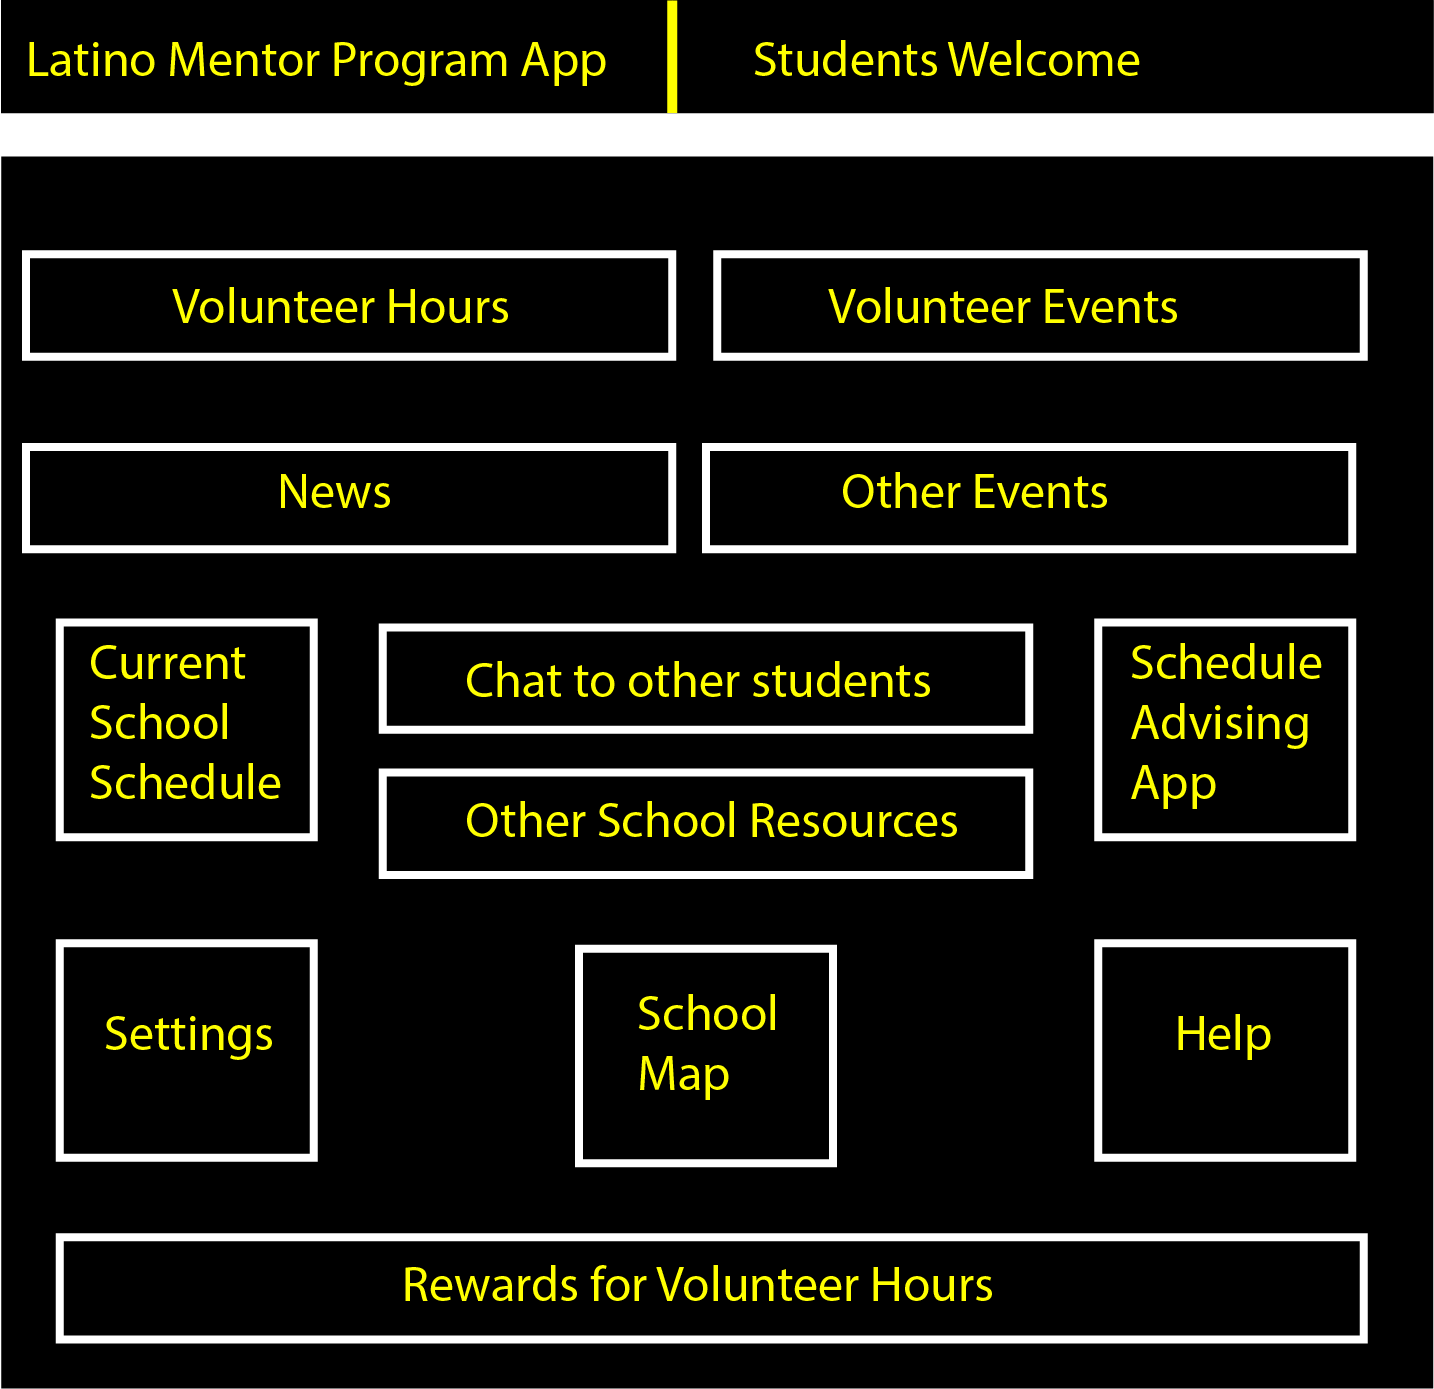 Latino Mentor Program App
Students Welcome
Volunteer Hours
Volunteer Events
News
Other Events
Current
School
Schedule
Chat to other students
Other School Resources
Schedule
Advising
App
Settings
School
Map
Help
Rewards for Volunteer Hours